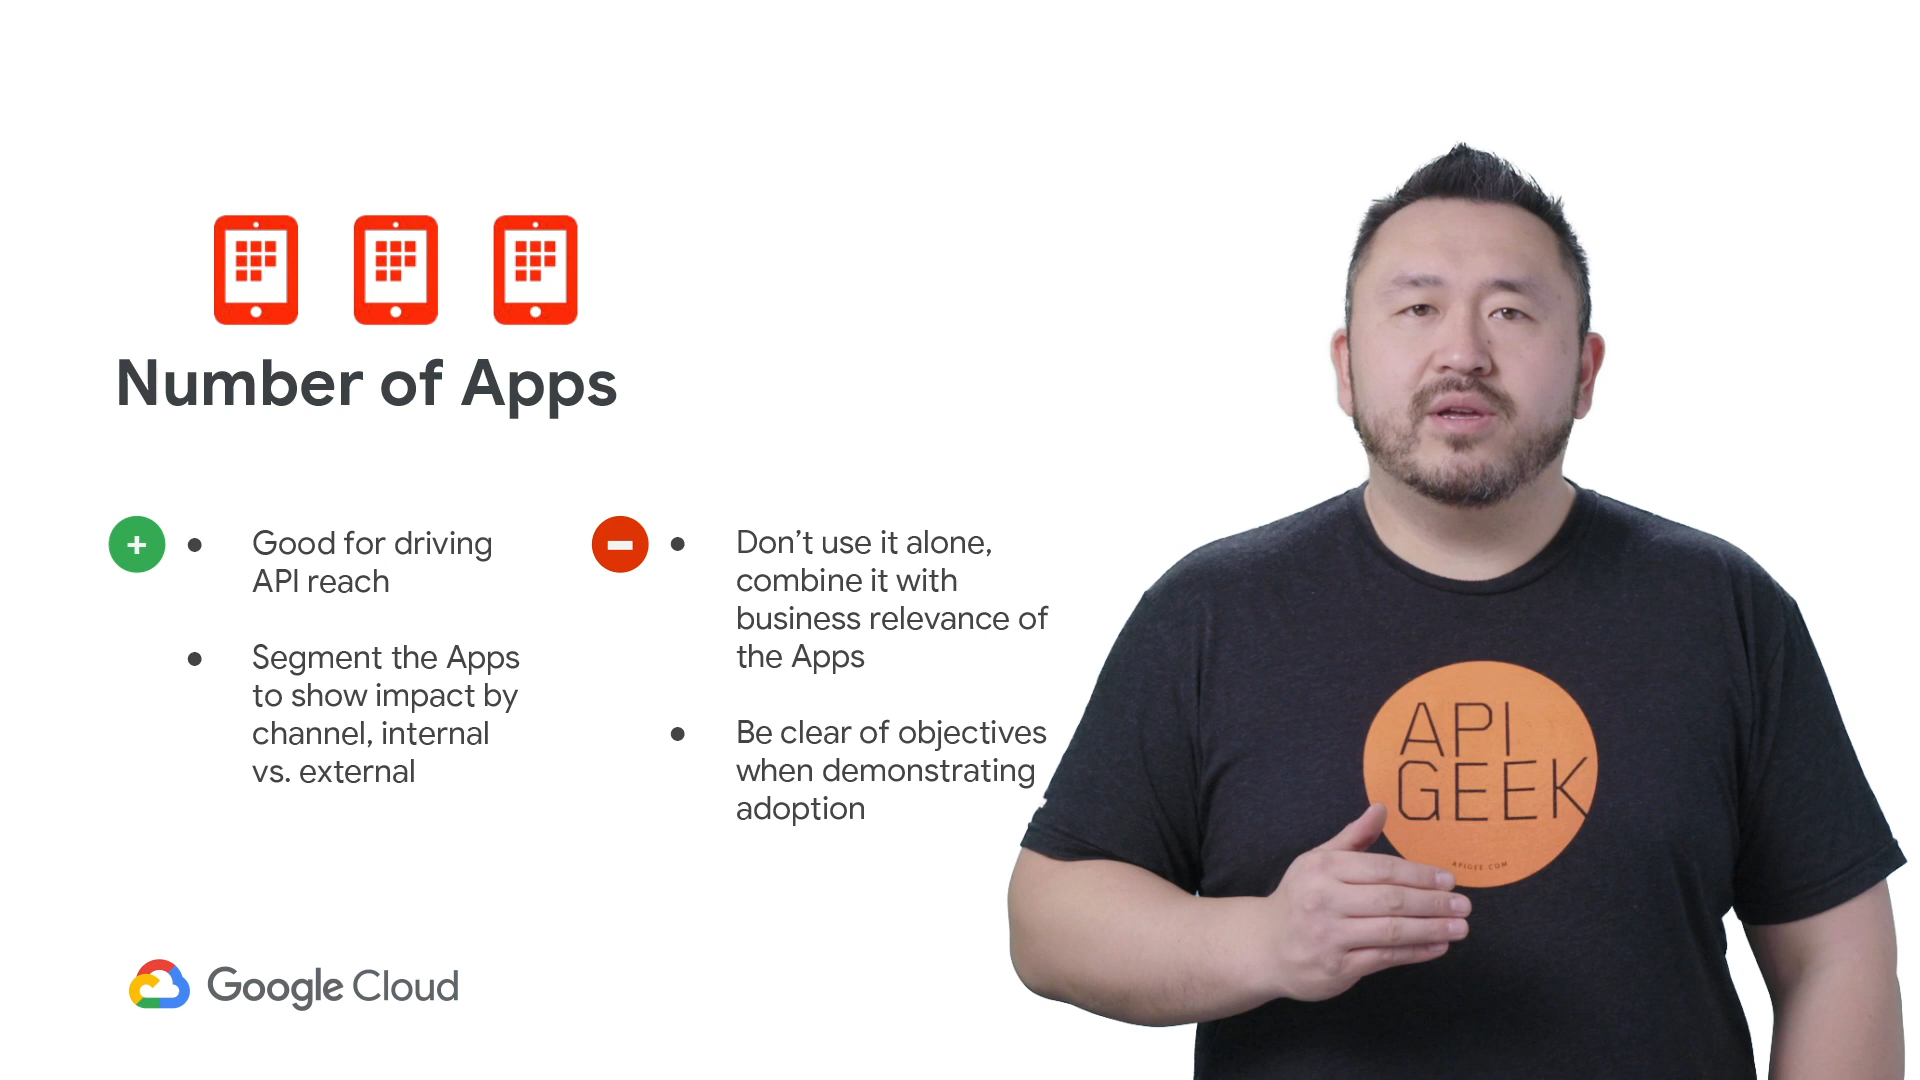 Number of Apps
+
● Good for driving
API reach
● Segment the Apps
to show impact by
channel, internal
vs. external
● Don’t use it alone,
combine it with
business relevance of
the Apps
● Be clear of objectives
when demonstrating
adoption
API
GEEK
APIGEE.COM
Google Cloud